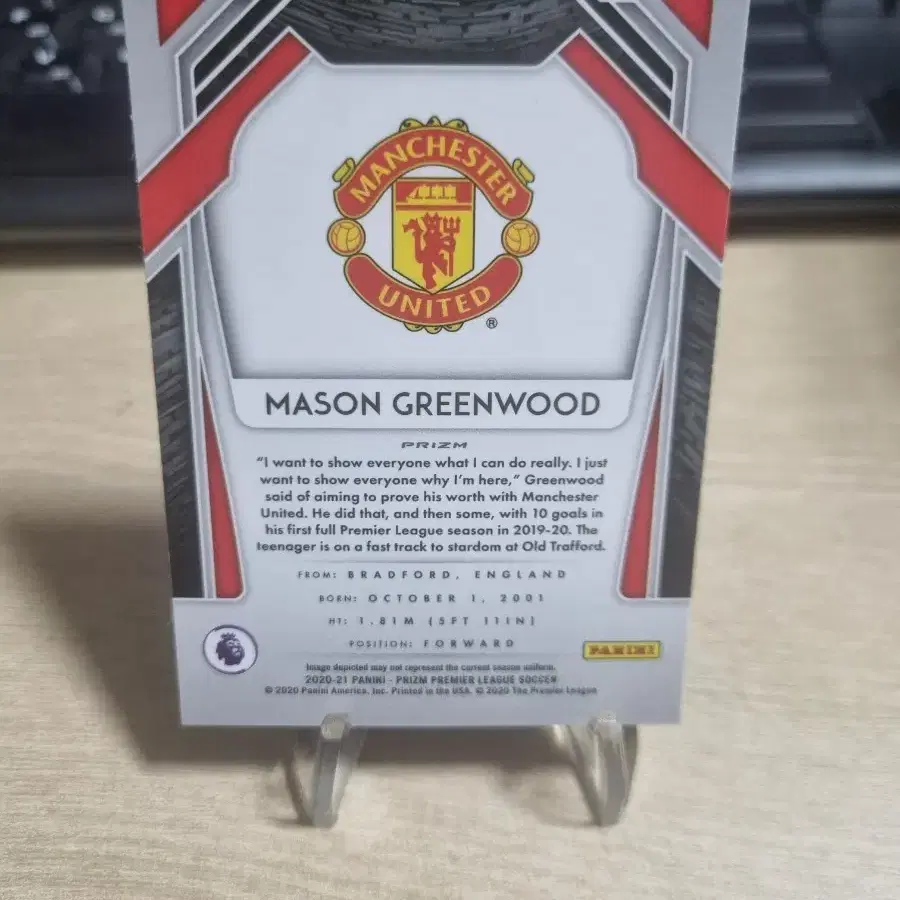 MANCHESTER
UNITED
®
MASON GREENWOOD
PRIZM
“I want to show everyone what I can do really. I just
want to show everyone why I’m here,” Greenwood
said of aiming to prove his worth with Manchester
United. He did that, and then some, with 10 goals in
his first full Premier League season in 2019-20. The
teenager is on a fast track to stardom at Old Trafford.
FROM: BRADFORD, ENGLAND
BORN: OCTOBER 1, 2001
HT: 1.81M (5FT 11IN)
POSITION: FORWARD
PANINI
Image depicted may not represent the current season uniform.
2020-21 PANINI - PRIZM PREMIER LEAGUE SOCCER
© 2020 Panini America, Inc. Printed in the USA. © 2020 The Premier League